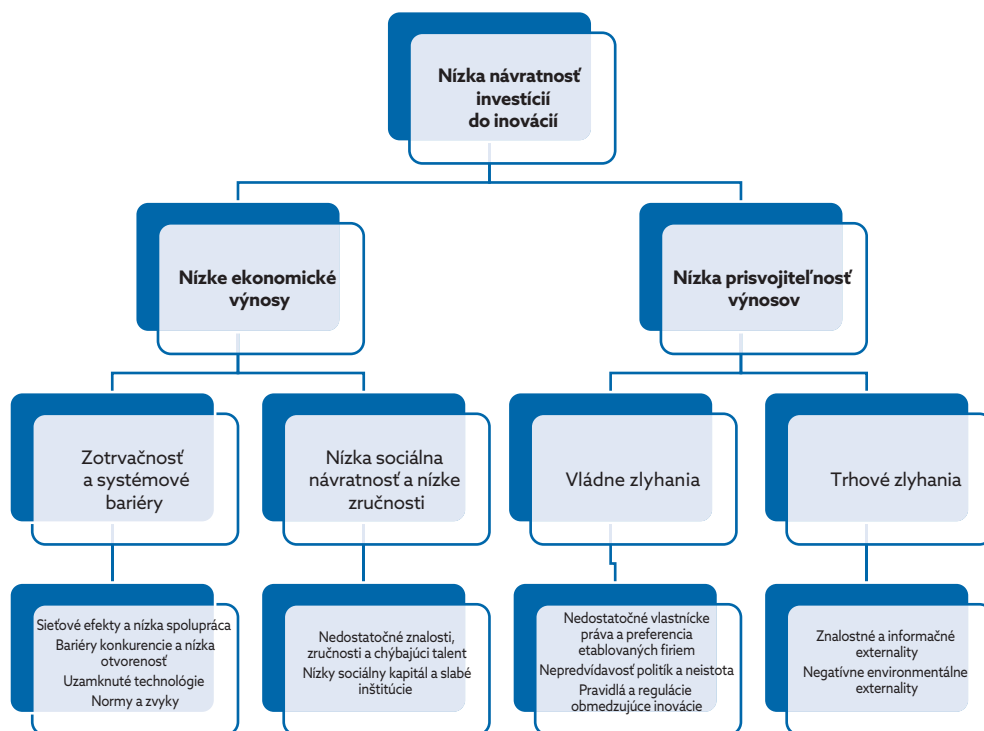 Nízka návratnosť
investícií
do inovácií
Nízke ekonomické
výnosy
Nízka prisvojiteľnosť
výnosov
Zotrvačnosť
a systémové
bariéry
Nízka sociálna
návratnosť a nízke
zručnosti
Vládne zlyhania
Trhové zlyhania
Sieťové efekty a nízka spolupráca
Bariéry konkurencie a nízka
otvorenosť
Uzamknuté technológie
Normy a zvyky
Nedostatočné znalosti,
zručnosti a chýbajúci talent
Nízky sociálny kapitál a slabé
inštitúcie
Nedostatočné vlastnícke
práva a preferencia
etablovaných firiem
Nepredvídavosť politík a neistota
Pravidlá a regulácie
obmedzujúce inovácie
Znalostné a informačné
externality
Negatívne environmentálne
externality